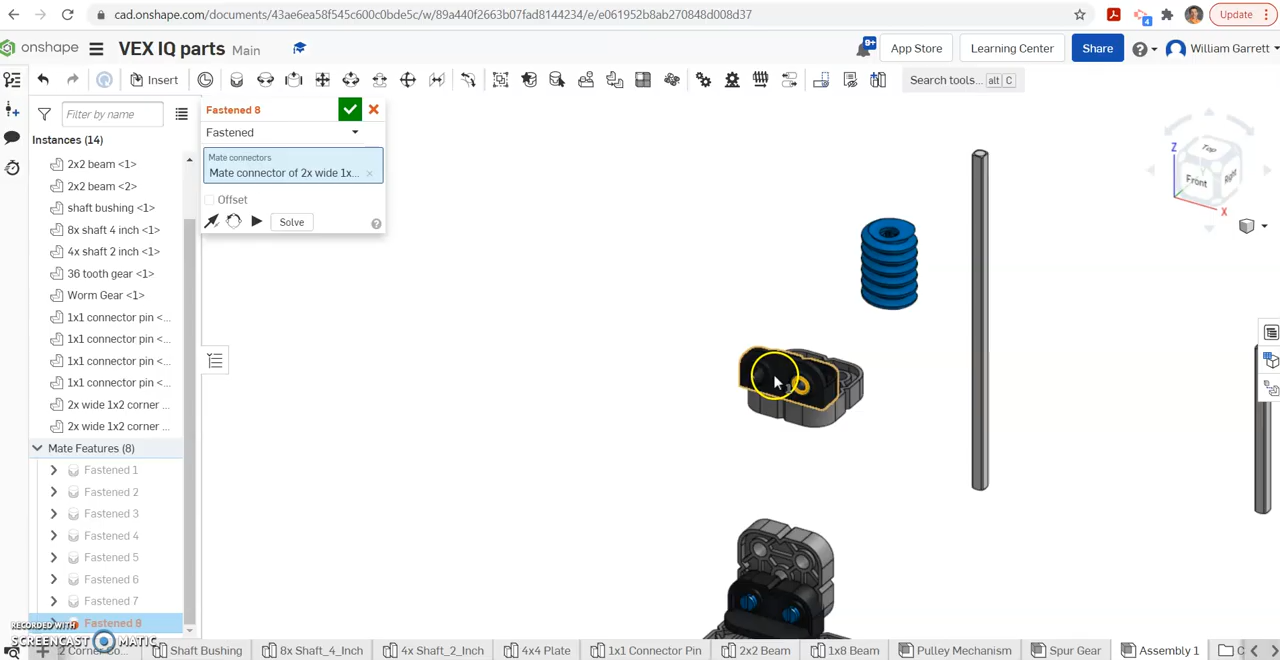 cad.onshape.com/documents/43ae6ea58f545c600c0bde5c/w/69a440f2663b07fad8144234/e/e061952b8ab270848d008d37
4
Update
onshape
VEX IQ parts Main
9+
App Store
Learning Center
Share
William Garrett
Insert
Search tools... alt C
Filter by name
Instances (14)
2x2 beam <1>
2x2 beam <2>
shaft bushing <1>
8x shaft 4 inch <1>
4x shaft 2 inch <1>
36 tooth gear <1>
Worm Gear <1>
1x1 connector pin <...
1x1 connector pin <...
1x1 connector pin <...
1x1 connector pin <...
2x wide 1x2 corner ...
2x wide 1x2 corner ...
Mate Features (8)
Fastened 1
Fastened 2
Fastened 3
Fastened 4
Fastened 5
Fastened 6
Fastened 7
Fastened 8
Fastened 8
Fastened
Mate connectors
Mate connector of 2x wide 1x...
Offset
Solve
Z
Top
Front
Right
X
RECORDED WITH
SCREENCAST MATIC
Shaft Bushing
8x Shaft_4_Inch
4x Shaft_2_Inch
4x4 Plate
1x1 Connector Pin
2x2 Beam
1x8 Beam
Pulley Mechanism
Spur Gear
Assembly 1